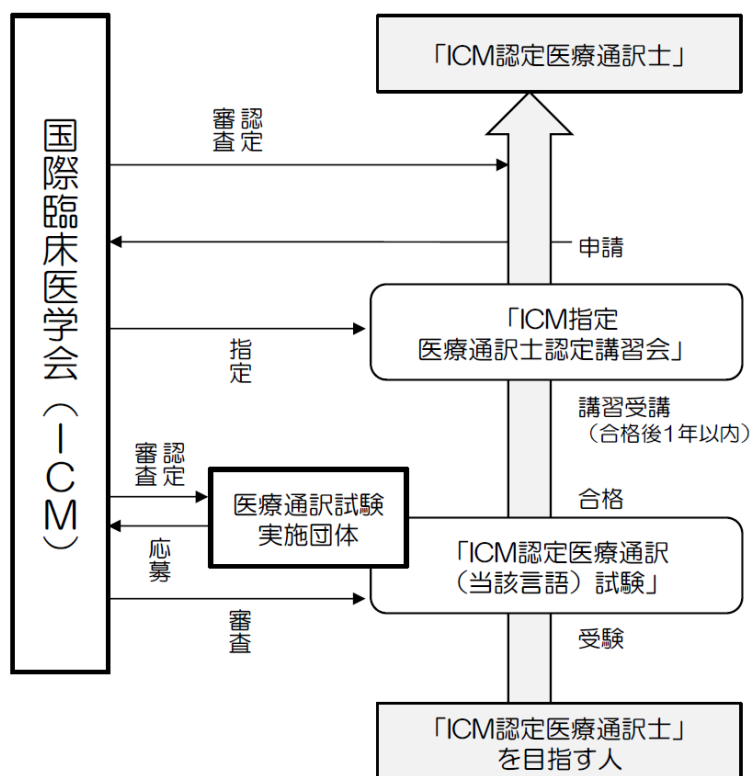 「ICM認定医療通訳士」
国際臨床医学会（ICM）
認定
審査
申請
「ICM指定
医療通訳士認定講習会」
指定
講習受講
（合格後1年以内）
認定
審査
医療通訳試験
実施団体
合格
応募
「ICM認定医療通訳
（当該言語）試験」
審査
受験
「ICM認定医療通訳士」
を目指す人